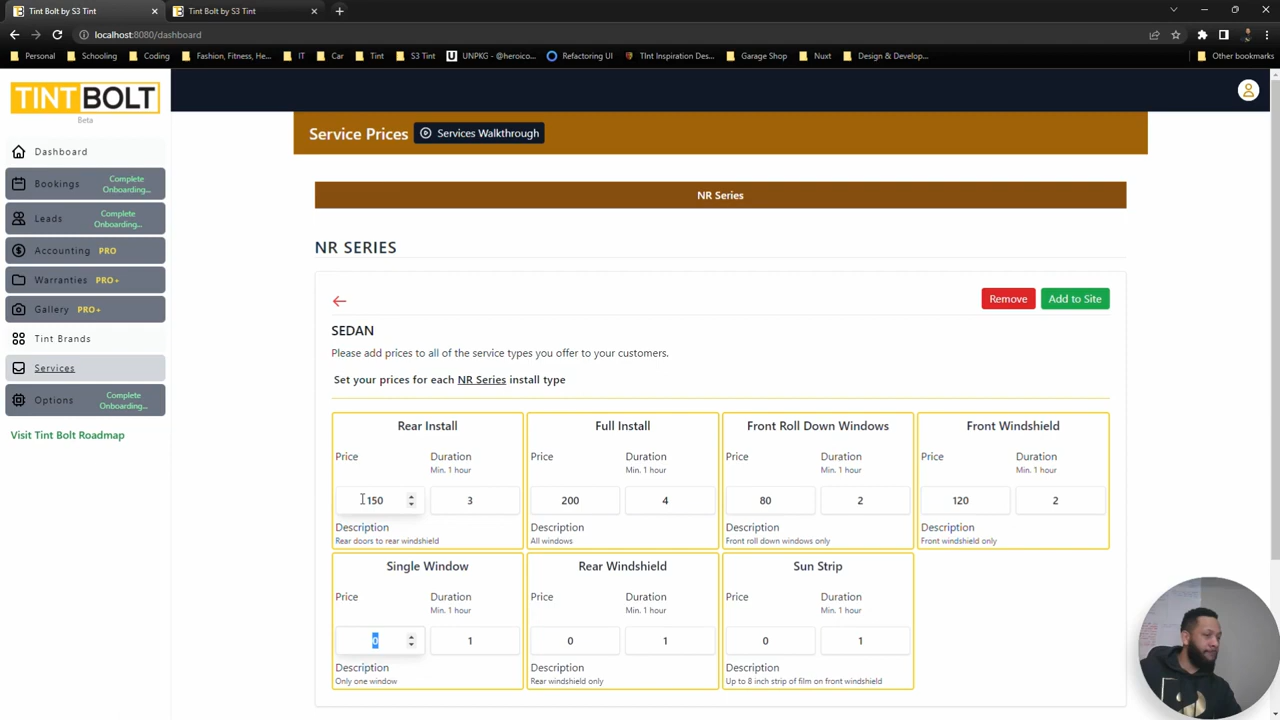 Tint Bolt by S3 Tint
Tint Bolt by S3 Tint
localhost:8080/dashboard
Personal
Schooling
Coding
Fashion, Fitness, He...
IT
Car
Tint
S3 Tint
UNPKG - @heroico...
Refactoring UI
TInt Inspiration Des...
Garage Shop
Nuxt
Design & Develop...
Other bookmarks
TINT BOLT
Beta
Dashboard
Bookings
Complete
Onboarding...
Leads
Complete
Onboarding...
Accounting PRO
Warranties PRO+
Gallery PRO+
Tint Brands
Services
Options
Complete
Onboarding...
Visit Tint Bolt Roadmap
Service Prices
Services Walkthrough
NR Series
NR SERIES
Remove
Add to Site
SEDAN
Please add prices to all of the service types you offer to your customers.
Set your prices for each NR Series install type
Rear Install
Price
Duration
Min. 1 hour
150
3
Description
Rear doors to rear windshield
Full Install
Price
Duration
Min. 1 hour
200
4
Description
All windows
Front Roll Down Windows
Price
Duration
Min. 1 hour
80
2
Description
Front roll down windows only
Front Windshield
Price
Duration
Min. 1 hour
120
2
Description
Front windshield only
Single Window
Price
Duration
Min. 1 hour
0
1
Description
Only one window
Rear Windshield
Price
Duration
Min. 1 hour
0
1
Description
Rear windshield only
Sun Strip
Price
Duration
Min. 1 hour
0
1
Description
Up to 8 inch strip of film on front windshield